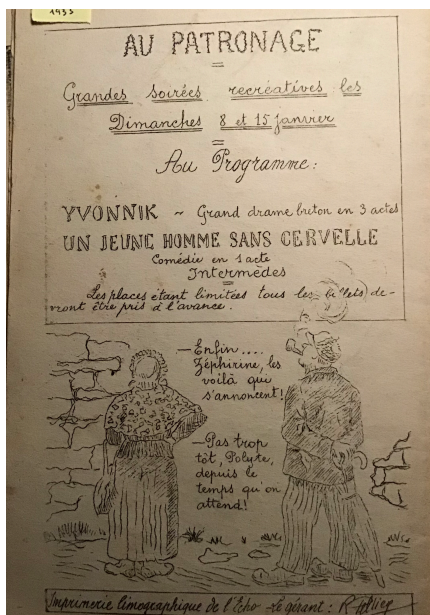 1933
AU PATRONAGE
Grandes soirées recréatives les
Dimanches 8 et 15 janvier
Au Programme:
YVONNIK ~ Grand drame breton en 3 actes
UN JEUNE HOMME SANS CERVELLE
Comédie en 1 acte
Intermèdes
Les places étant limitées tous les billets de-
vront être pris d'avance.
- Enfin....
Zéphirine, les
voilà qui
s'annoncent!
- Pas trop
tôt, Polyte,
depuis le
temps qu'on
attend!
Imprimerie limographique de l'Echo - Le gérant: R.